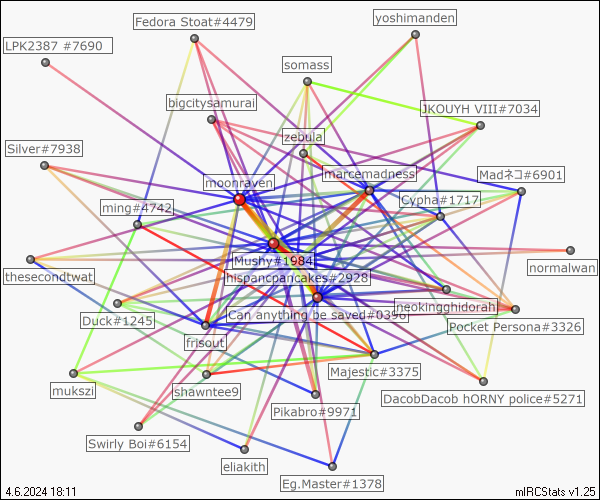 Fedora Stoat#4479
yoshimanden
LPK2387 #7690
somass
bigcitysamurai
JKOUYH VIII#7034
zebula
Silver#7938
marcemadness
Madネコ#6901
moonraven
Cypha#1717
ming#4742
Mushy#1984
normalwan
thesecondtwat
hispancpancakes#2928
neokingghidorah
Can anything be saved#0396
Duck#1245
Pocket Persona#3326
frisout
Majestic#3375
mukszi
shawntee9
DacobDacob hORNY police#5271
Pikabro#9971
Swirly Boi#6154
eliakith
Eg.Master#1378
4.6.2024 18:11
mIRCStats v1.25